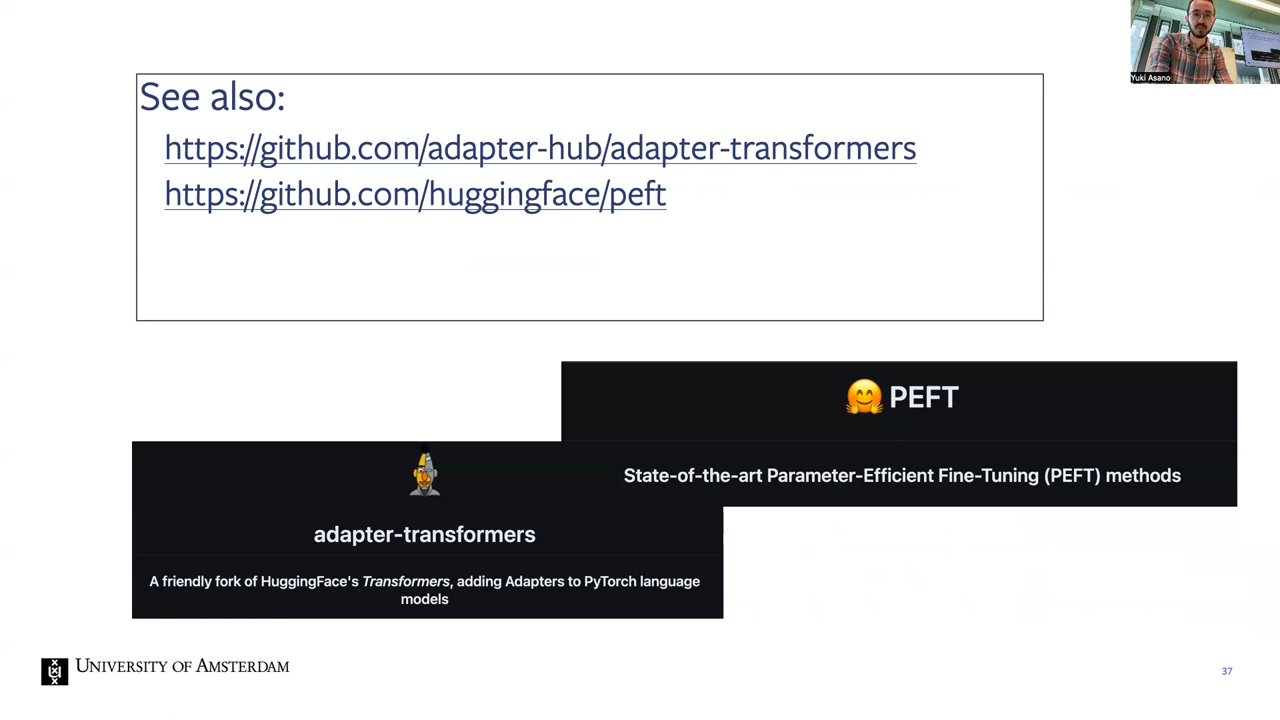 Yuki Asano
See also:
https://github.com/adapter-hub/adapter-transformers
https://github.com/huggingface/peft
🤗 PEFT
State-of-the-art Parameter-Efficient Fine-Tuning (PEFT) methods
adapter-transformers
A friendly fork of HuggingFace's Transformers, adding Adapters to PyTorch language
models
UNIVERSITY OF AMSTERDAM
37